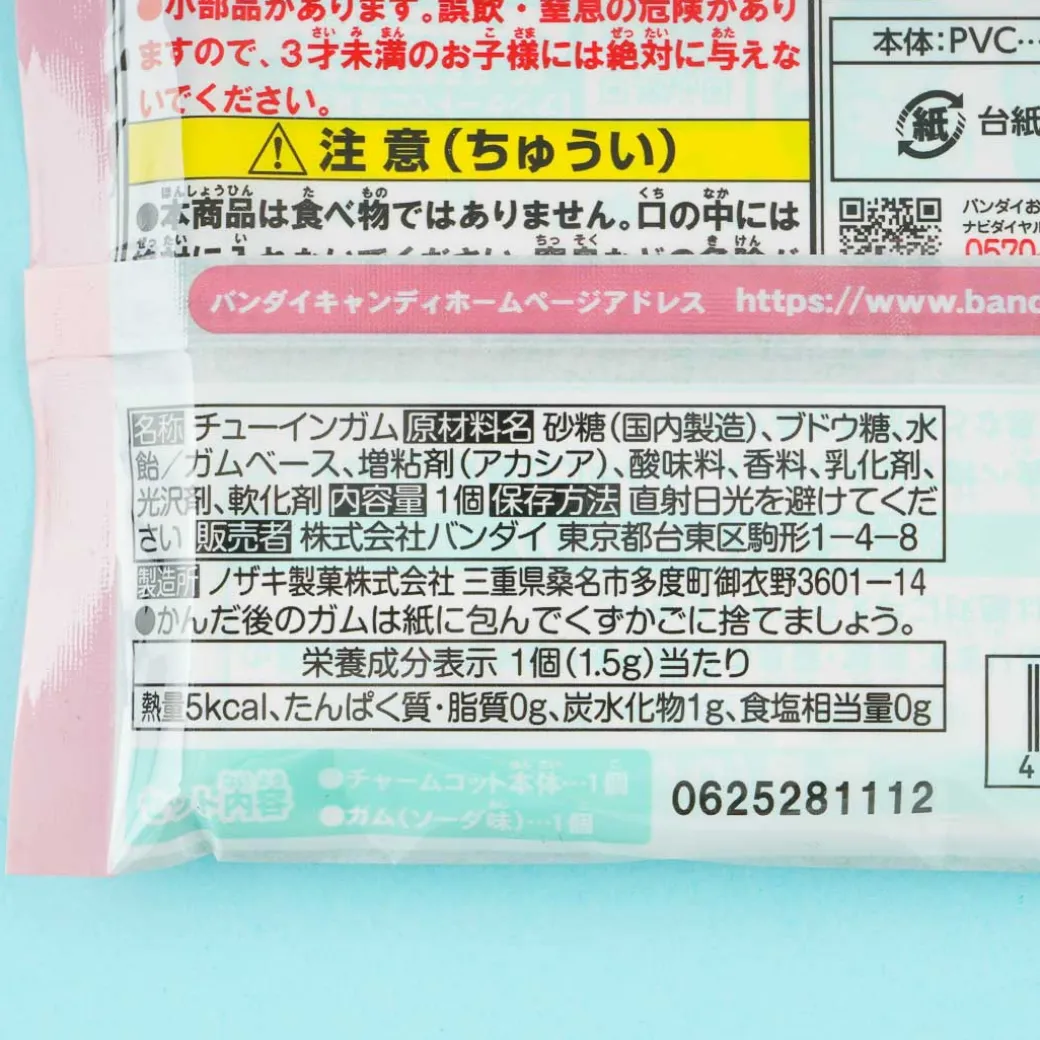 ●小部品があります。誤飲・窒息の危険があり
ますので、3才未満のお子様には絶対に与えな
いでください。
注意(ちゅうい)
●本商品は食べ物ではありません。口の中には
本体:PVC…
紙 台紙
バンダイお
ナビダイヤル
0570
バンダイキャンディホームページアドレス https://www.band
名称 チューインガム 原材料名 砂糖(国内製造)、ブドウ糖、水
飴/ガムベース、増粘剤(アカシア)、酸味料、香料、乳化剤、
光沢剤、軟化剤 内容量 1個 保存方法 直射日光を避けてくだ
さい 販売者 株式会社バンダイ 東京都台東区駒形1-4-8
製造所 ノザキ製菓株式会社 三重県桑名市多度町御衣野3601-14
●かんだ後のガムは紙に包んでくずかごに捨てましょう。
栄養成分表示 1個(1.5g)当たり
熱量5kcal、たんぱく質・脂質0g、炭水化物1g、食塩相当量0g
セット内容
●チャームコット本体…1個
●ガム(ソーダ味)…1個
0625281112
4